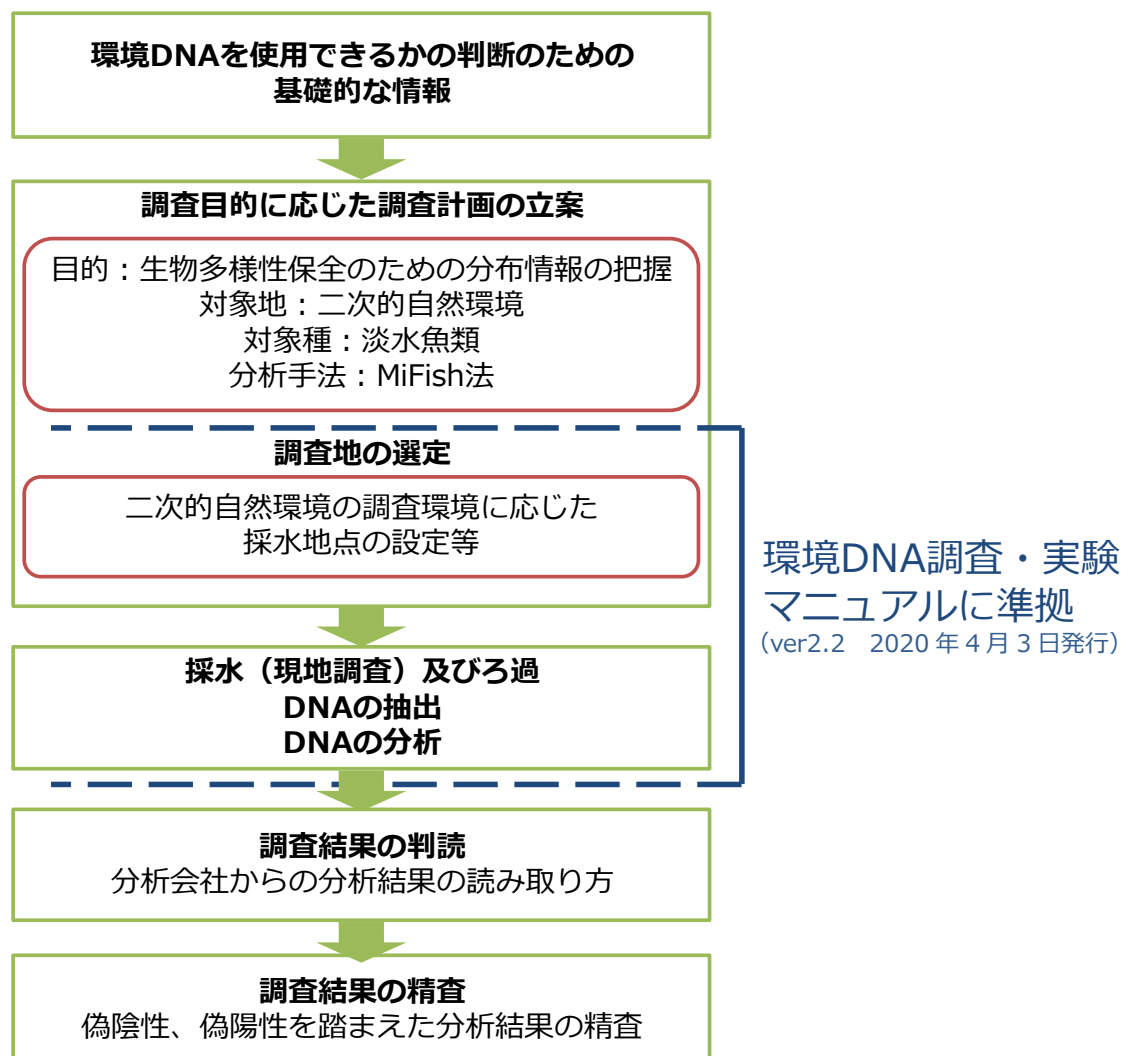 環境DNAを使用できるかの判断のための
基礎的な情報
調査目的に応じた調査計画の立案
目的：生物多様性保全のための分布情報の把握
対象地：二次的自然環境
対象種：淡水魚類
分析手法：MiFish法
調査地の選定
二次的自然環境の調査環境に応じた
採水地点の設定等
環境DNA調査・実験
マニュアルに準拠
（ver2.2　2020 年 4 月 3 日発行）
採水（現地調査）及びろ過
DNAの抽出
DNAの分析
調査結果の判読
分析会社からの分析結果の読み取り方
調査結果の精査
偽陰性、偽陽性を踏まえた分析結果の精査